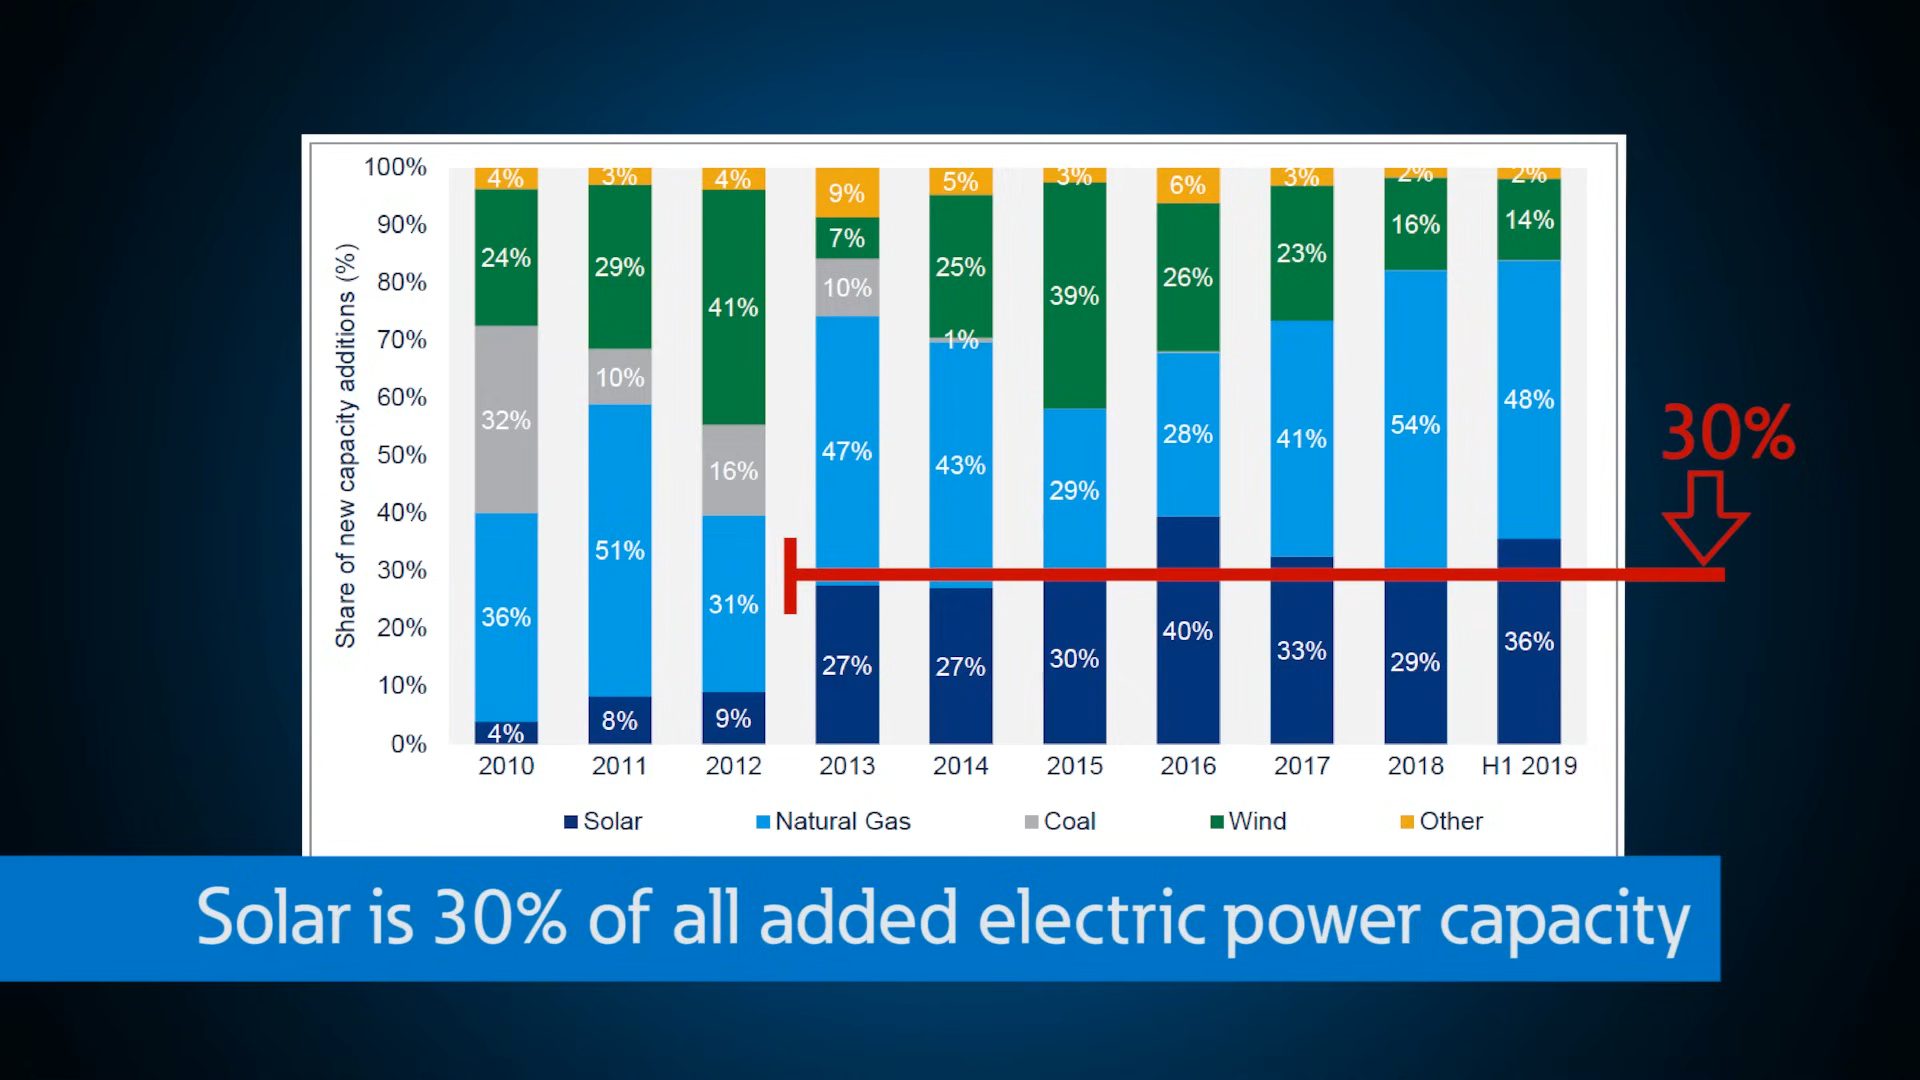 Share of new capacity additions (%)
100%
90%
80%
70%
60%
50%
40%
30%
20%
10%
0%
4% 3% 4% 9% 5% 3% 6% 3% 2% 2%
24% 29% 41% 7% 25% 39% 26% 23% 16% 14%
32% 10% 16% 10% 1%
36% 51% 31% 47% 43% 29% 28% 41% 54% 48%
4% 8% 9% 27% 27% 30% 40% 33% 29% 36%
2010 2011 2012 2013 2014 2015 2016 2017 2018 H1 2019
Solar Natural Gas Coal Wind Other
30%
Solar is 30% of all added electric power capacity